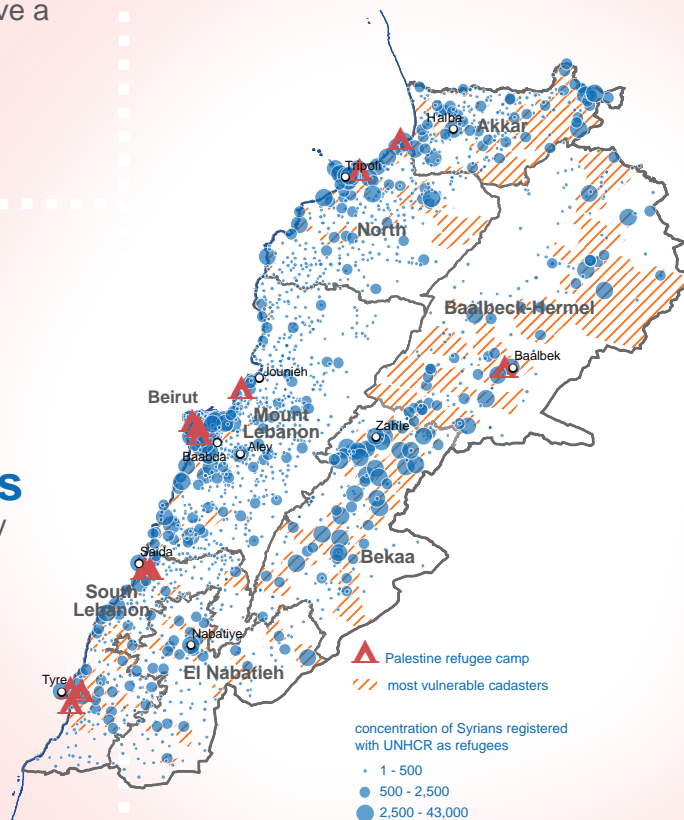 ve a
Halba
Akkar
Tripoli
North
Baalbeck-Hermel
Baalbek
Jounieh
Beirut
Mount
Lebanon
Zahle
Aley
Baabda
s
y
Saida
Bekaa
South
Lebanon
Nabatiye
El Nabatieh
Tyre
Palestine refugee camp
most vulnerable cadasters
concentration of Syrians registered
with UNHCR as refugees
1 - 500
500 - 2,500
2,500 - 43,000